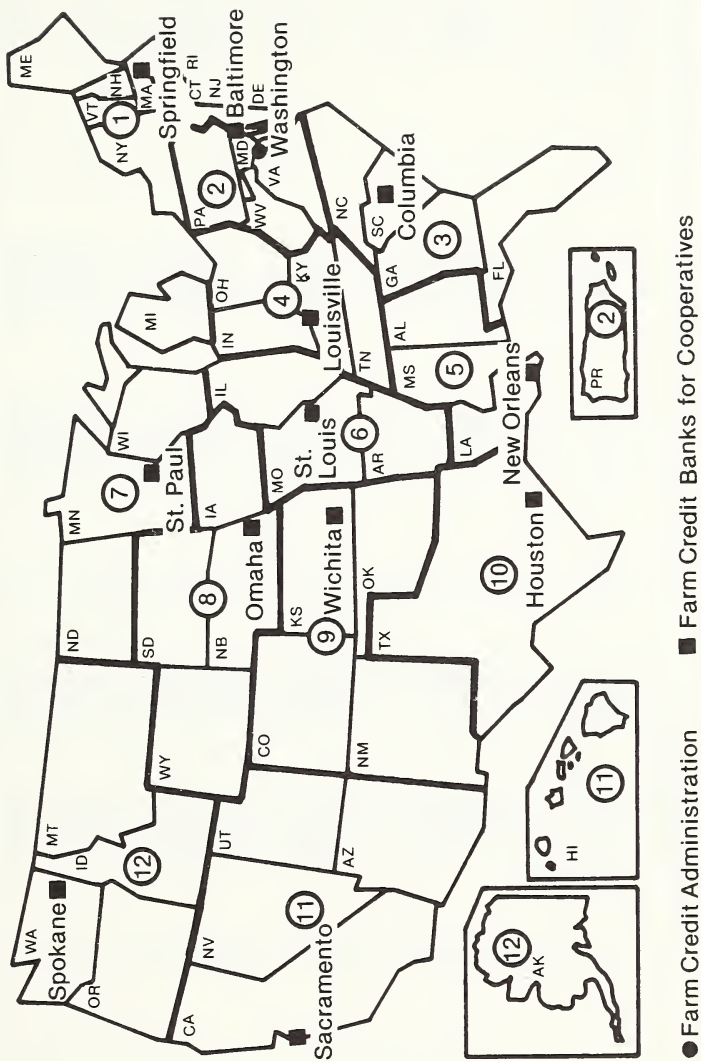 WA
Spokane
OR
MT
ID
12
ND
MN
7
WI
MI
ME
VT
NH
1
NY
MA
Springfield
CT
RI
NJ
Baltimore
DE
Washington
MD
PA
2
VA
WV
SD
WY
8
NB
Omaha
St. Paul
IA
IL
IN
OH
4
KY
Louisville
CA
NV
11
Sacramento
UT
CO
KS
9
Wichita
MO
St.
Louis
6
AR
TN
NC
SC
Columbia
GA
3
AZ
NM
OK
TX
10
Houston
LA
MS
5
AL
FL
New Orleans
12
AK
HI
11
PR
2
● Farm Credit Administration ■ Farm Credit Banks for Cooperatives